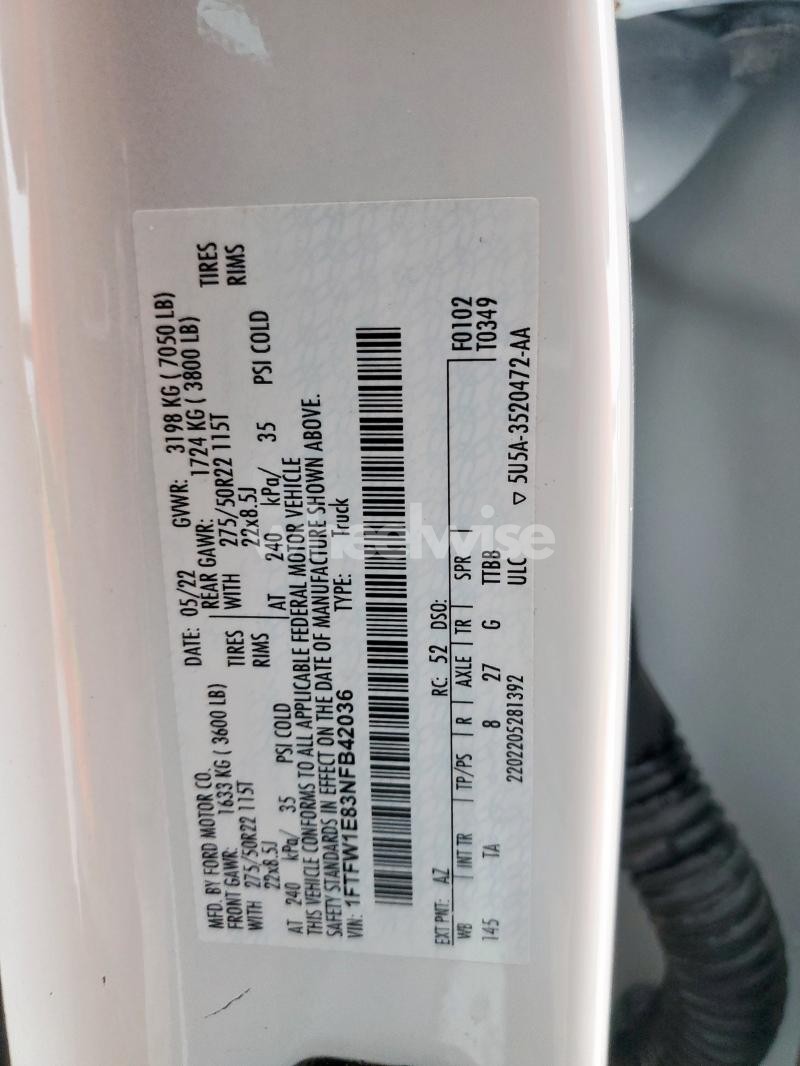 MFD. BY FORD MOTOR CO. DATE: 05/22 GVWR: 3198 KG ( 7050 LB)
FRONT GAWR: 1633 KG ( 3600 LB) REAR GAWR: 1724 KG ( 3800 LB)
WITH 275/50R22 115T TIRES WITH 275/50R22 115T TIRES
22x8.5J RIMS 22x8.5J RIMS
AT 240 kPa/ 35 PSI COLD AT 240 kPa/ 35 PSI COLD
THIS VEHICLE CONFORMS TO ALL APPLICABLE FEDERAL MOTOR VEHICLE
SAFETY STANDARDS IN EFFECT ON THE DATE OF MANUFACTURE SHOWN ABOVE.
VIN: 1FTFW1E83NFB42036 TYPE: Truck
EXT PNT: AZ RC: 52 DSO: F0102
WB INT TR TP/PS R AXLE TR SPR T0349
145 TA 8 27 G TTBB
2202205281392 ULC ▽ 5U5A-3520472-AA
wheelwise